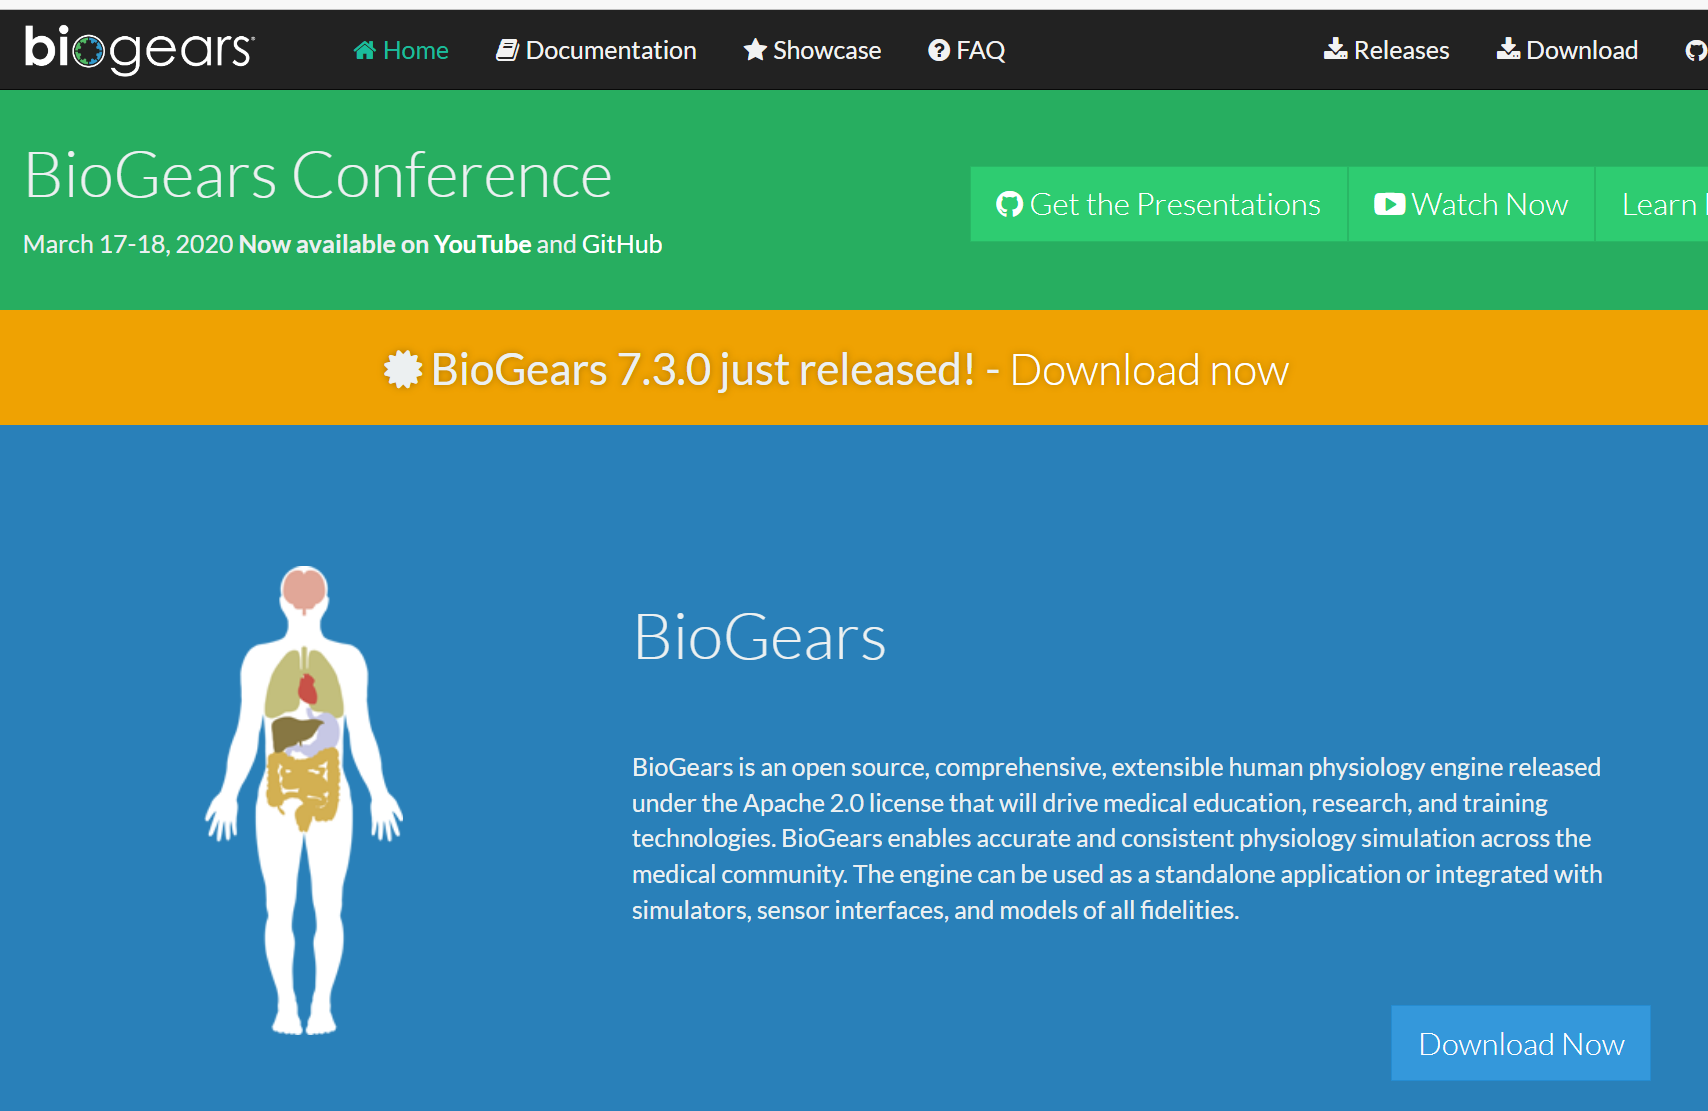 biogears
Home Documentation Showcase FAQ Releases Download
BioGears Conference
March 17-18, 2020 Now available on YouTube and GitHub
Get the Presentations Watch Now Learn
BioGears 7.3.0 just released! - Download now
BioGears
BioGears is an open source, comprehensive, extensible human physiology engine released
under the Apache 2.0 license that will drive medical education, research, and training
technologies. BioGears enables accurate and consistent physiology simulation across the
medical community. The engine can be used as a standalone application or integrated with
simulators, sensor interfaces, and models of all fidelities.
Download Now